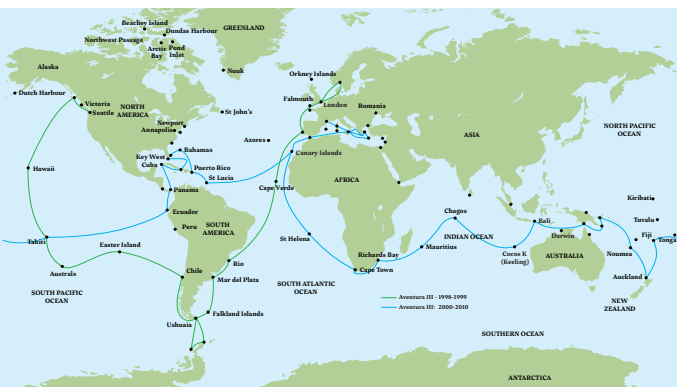 Beachey Island
Dundas Harbour
GREENLAND
Northwest Passage
Arctic
Bay
Pond
Inlet
Alaska
Nuuk
Orkney Islands
Dutch Harbour
Victoria
Seattle
NORTH
AMERICA
Newport
Annapolis
St John's
Falmouth
London
Romania
NORTH PACIFIC
OCEAN
ASIA
Azores
Bahamas
Key West
Cuba
Puerto Rico
St Lucia
Canary Islands
Hawaii
Panama
Cape Verde
AFRICA
Kiribati
Ecuador
Chagos
Bali
Tuvalu
Peru
SOUTH
AMERICA
Tahiti
Easter Island
St Helena
INDIAN OCEAN
Darwin
Fiji
Tonga
Mauritius
Richards Bay
Cocos K
(Keeling)
AUSTRALIA
Noumea
Australs
Chile
Rio
Mar del Plata
Cape Town
Auckland
SOUTH PACIFIC
OCEAN
SOUTH ATLANTIC
OCEAN
Aventura III - 1998-1999
Aventura III: 2000-2010
NEW
ZEALAND
Falkland Islands
Ushuaia
SOUTHERN OCEAN
ANTARCTICA